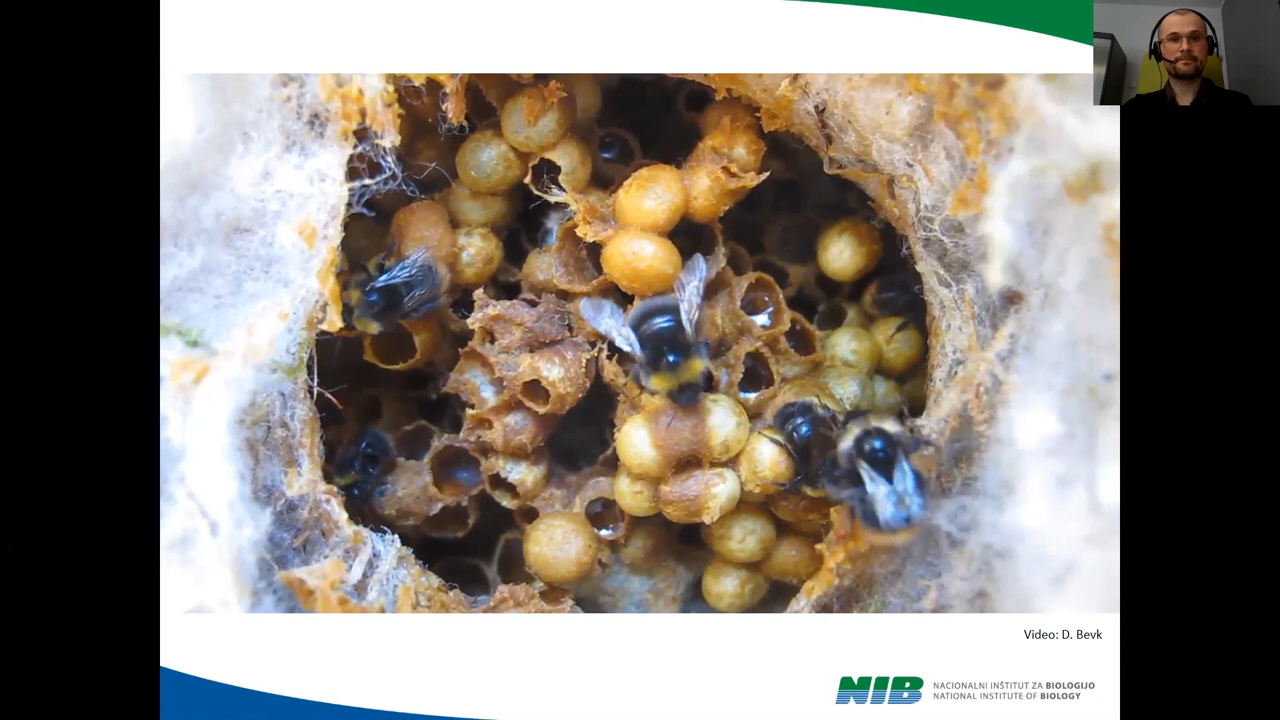 Video: D. Bevk
NIB
NACIONALNI INŠTITUT ZA BIOLOGIJO
NATIONAL INSTITUTE OF BIOLOGY